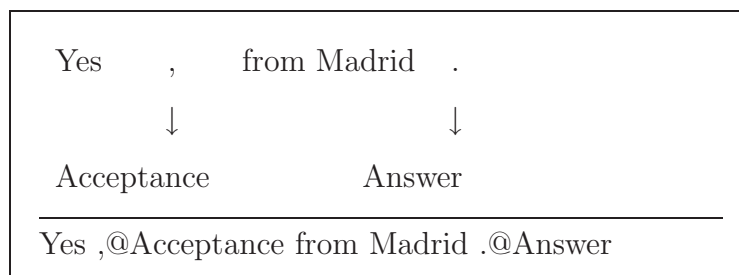 Yes , from Madrid .
↓ ↓
Acceptance Answer
Yes ,@Acceptance from Madrid .@Answer